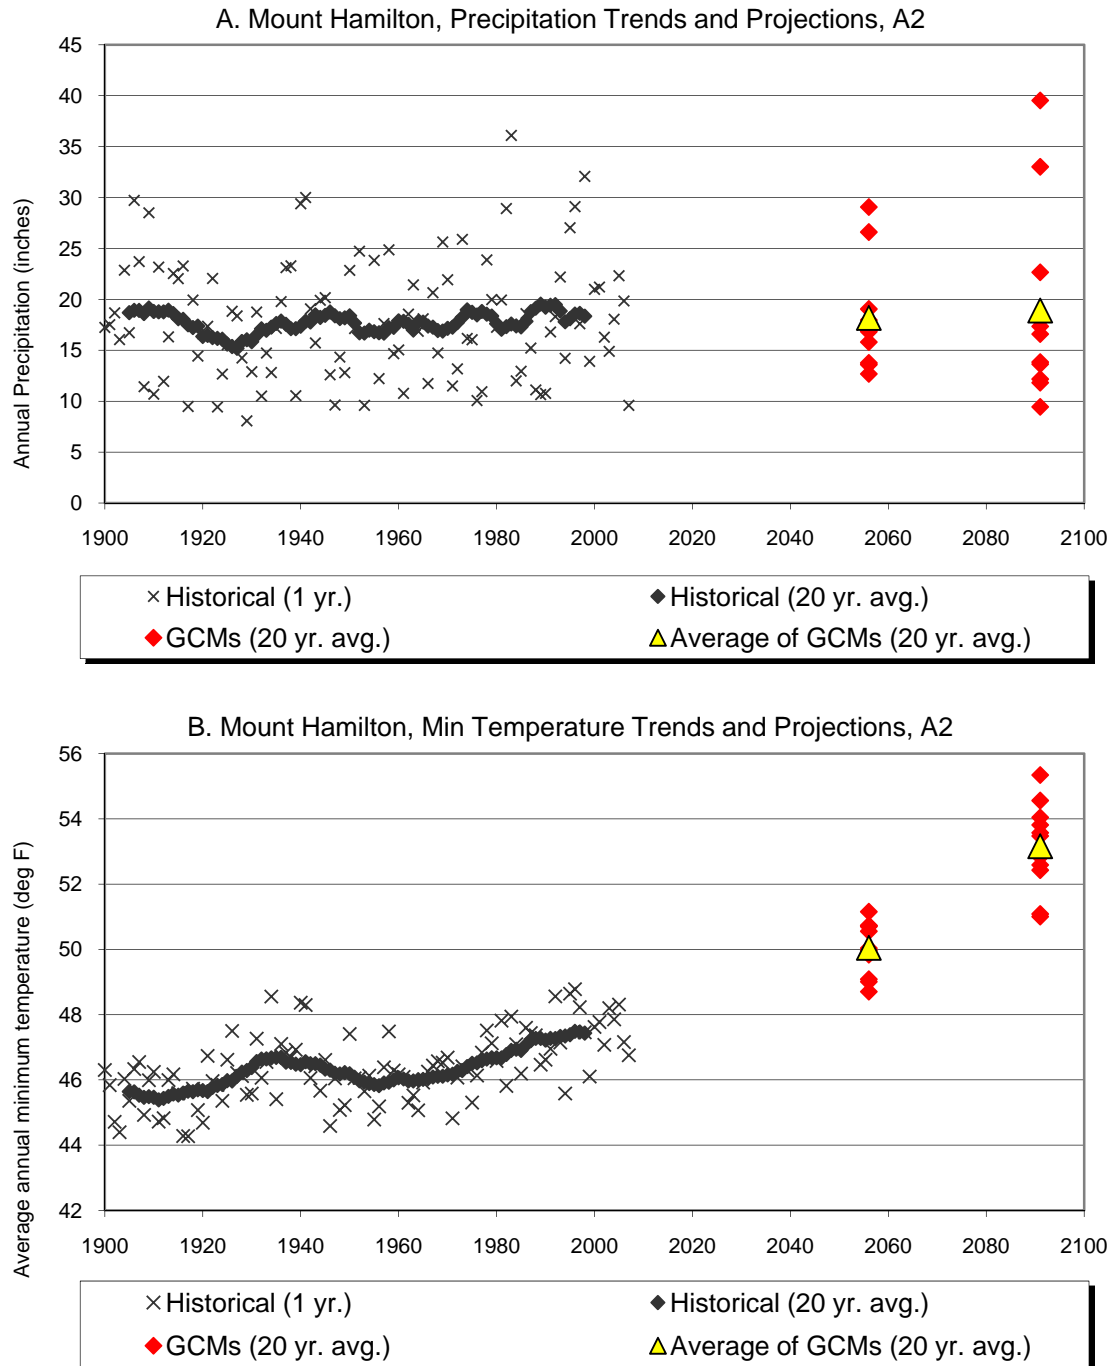 A. Mount Hamilton, Precipitation Trends and Projections, A2
45
40
35
30
25
20
15
10
5
0
Annual Precipitation (inches)
1900 1920 1940 1960 1980 2000 2020 2040 2060 2080 2100
Historical (1 yr.) Historical (20 yr. avg.)
GCMs (20 yr. avg.) Average of GCMs (20 yr. avg.)
B. Mount Hamilton, Min Temperature Trends and Projections, A2
56
54
52
50
48
46
44
42
Average annual minimum temperature (deg F)
1900 1920 1940 1960 1980 2000 2020 2040 2060 2080 2100
Historical (1 yr.) Historical (20 yr. avg.)
GCMs (20 yr. avg.) Average of GCMs (20 yr. avg.)